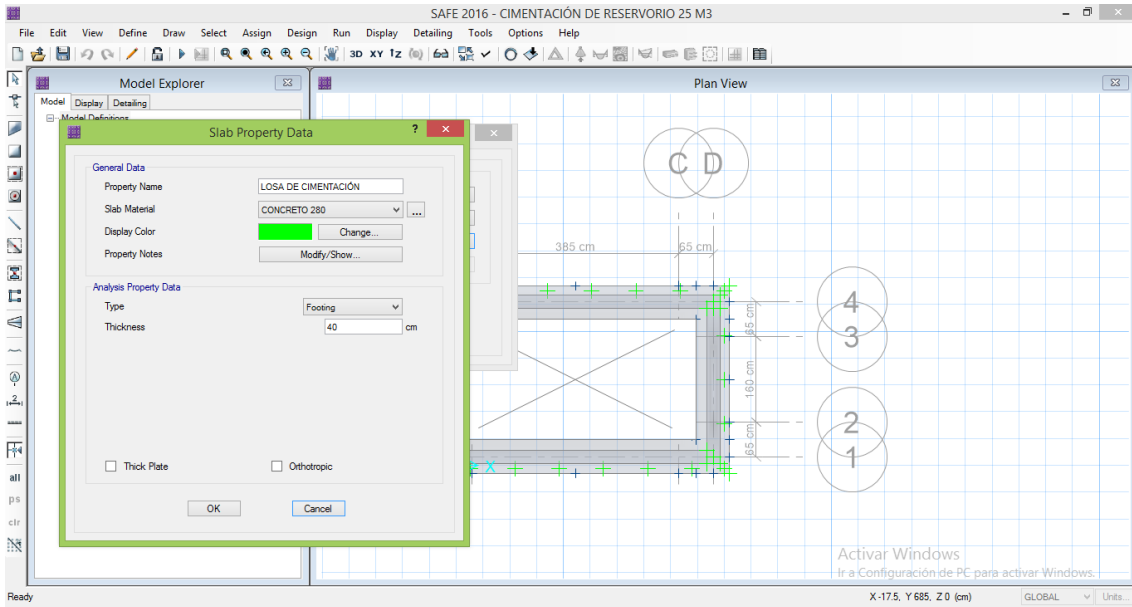 SAFE 2016 - CIMENTACIÓN DE RESERVORIO 25 M3
File Edit View Define Draw Select Assign Design Run Display Detailing Tools Options Help
3D XY
Model Explorer
Plan View
Model Display Detailing
Model Definitions
Slab Property Data
?
General Data
Property Name LOSA DE CIMENTACIÓN
Slab Material CONCRETO 280 ...
Display Color Change...
Property Notes Modify/Show...
Analysis Property Data
Type Footing
Thickness 40 cm
Thick Plate Orthotropic
OK Cancel
C D
385 cm 65 cm
4
65 cm
3
160 cm
2
65 cm
1
X
all
ps
clr
Activar Windows
Ir a Configuración de PC para activar Windows.
Ready X -17.5, Y 685, Z 0 (cm) GLOBAL Units...